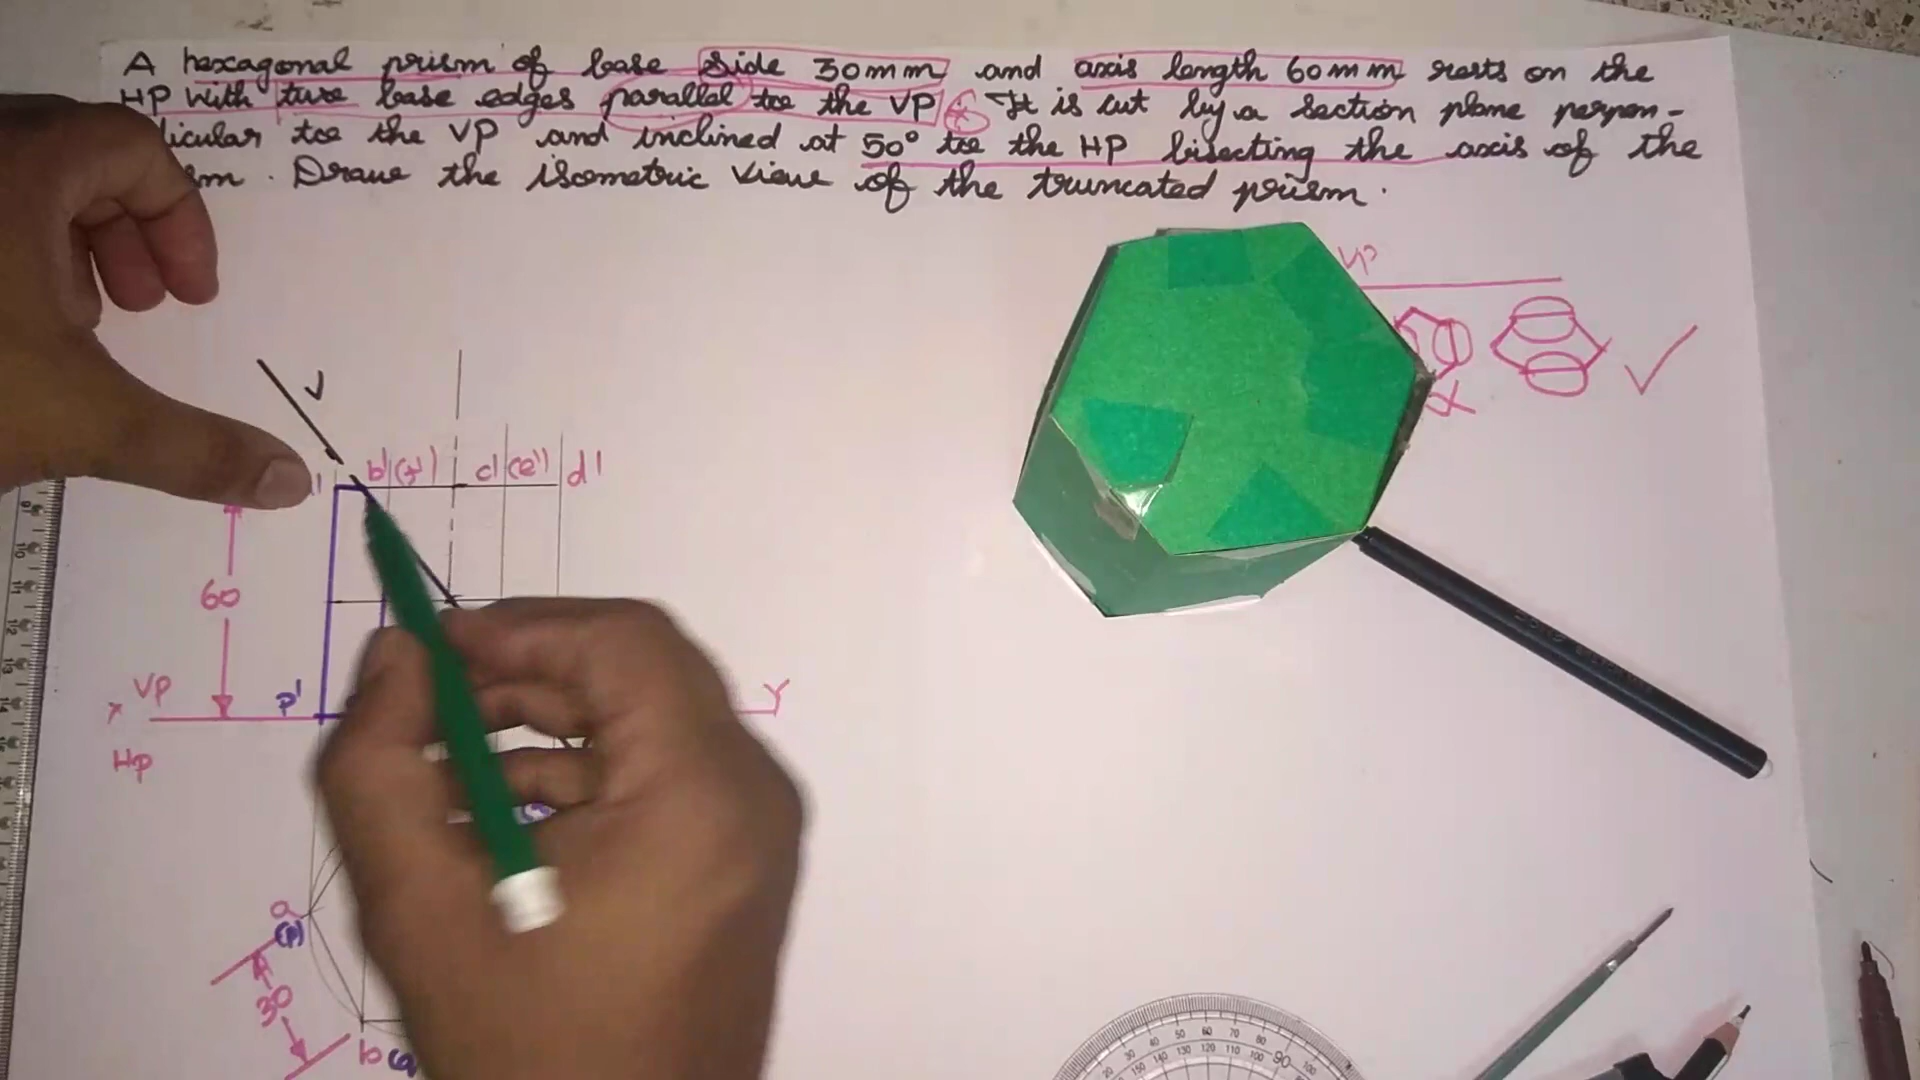 A hexagonal prism of base side 30mm and axis length 60mm rests on the
HP with two base edges parallel to the VP. It is cut by a section plane perpen-
dicular to the VP and inclined at 50° to the HP bisecting the axis of the
Draw the isometric view of the truncated prism.
VP
b'(f') c'(e') d'
60
X VP p' Y
HP
a
(p)
30
b